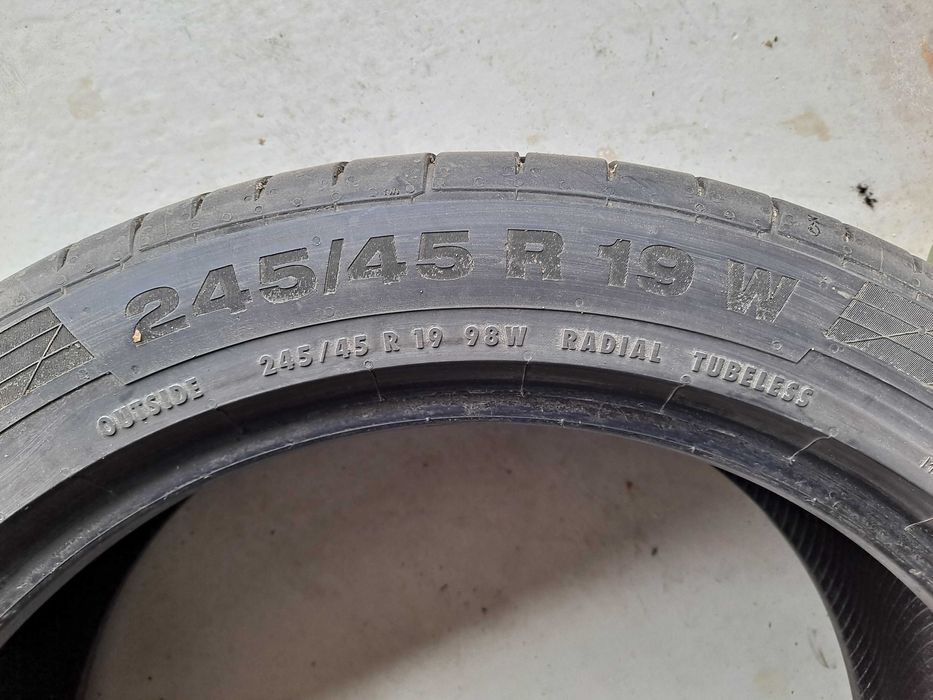 245/45 R 19 W
OUTSIDE 245/45 R 19 98W RADIAL TUBELESS